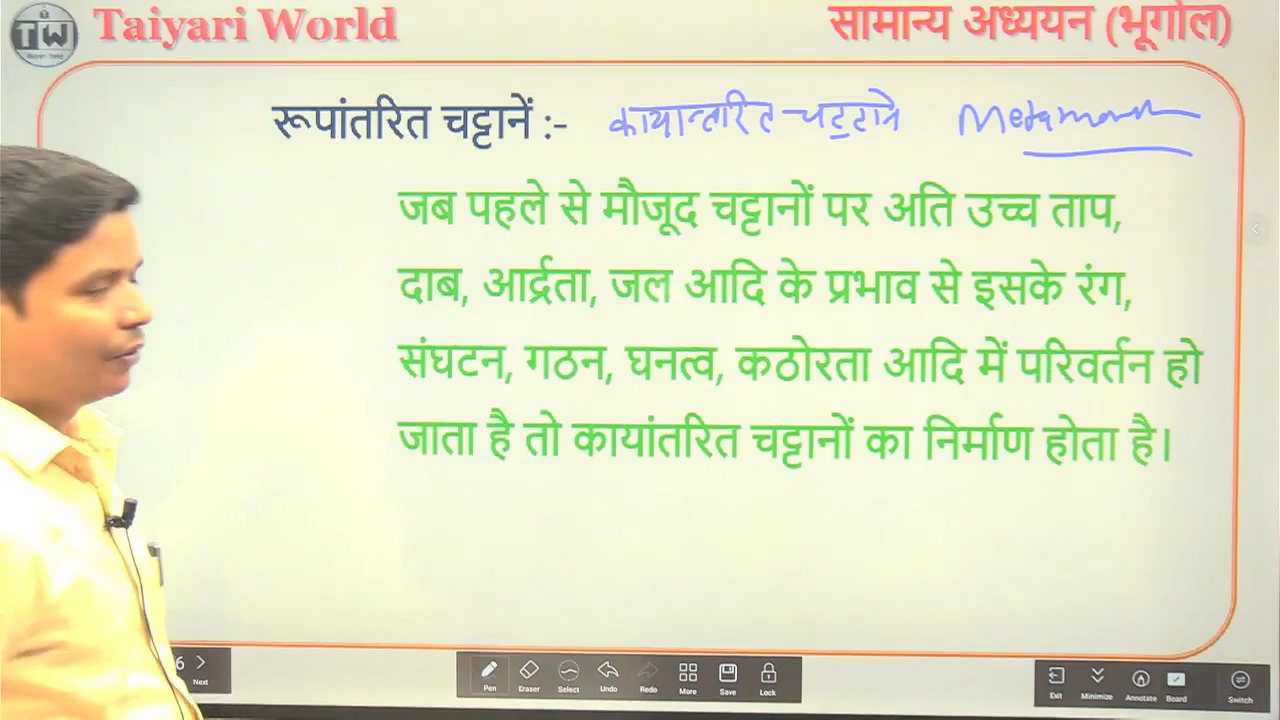 TW
Taiyari World
सामान्य अध्ययन (भूगोल)
रूपांतरित चट्टानें :- कायान्तरित चट्टाने
जब पहले से मौजूद चट्टानों पर अति उच्च ताप,
दाब, आर्द्रता, जल आदि के प्रभाव से इसके रंग,
संघटन, गठन, घनत्व, कठोरता आदि में परिवर्तन हो
जाता है तो कायांतरित चट्टानों का निर्माण होता है।
6 Next
Pen Eraser Select Undo Redo More Save Lock
Exit Minimize Annotate Board Switch